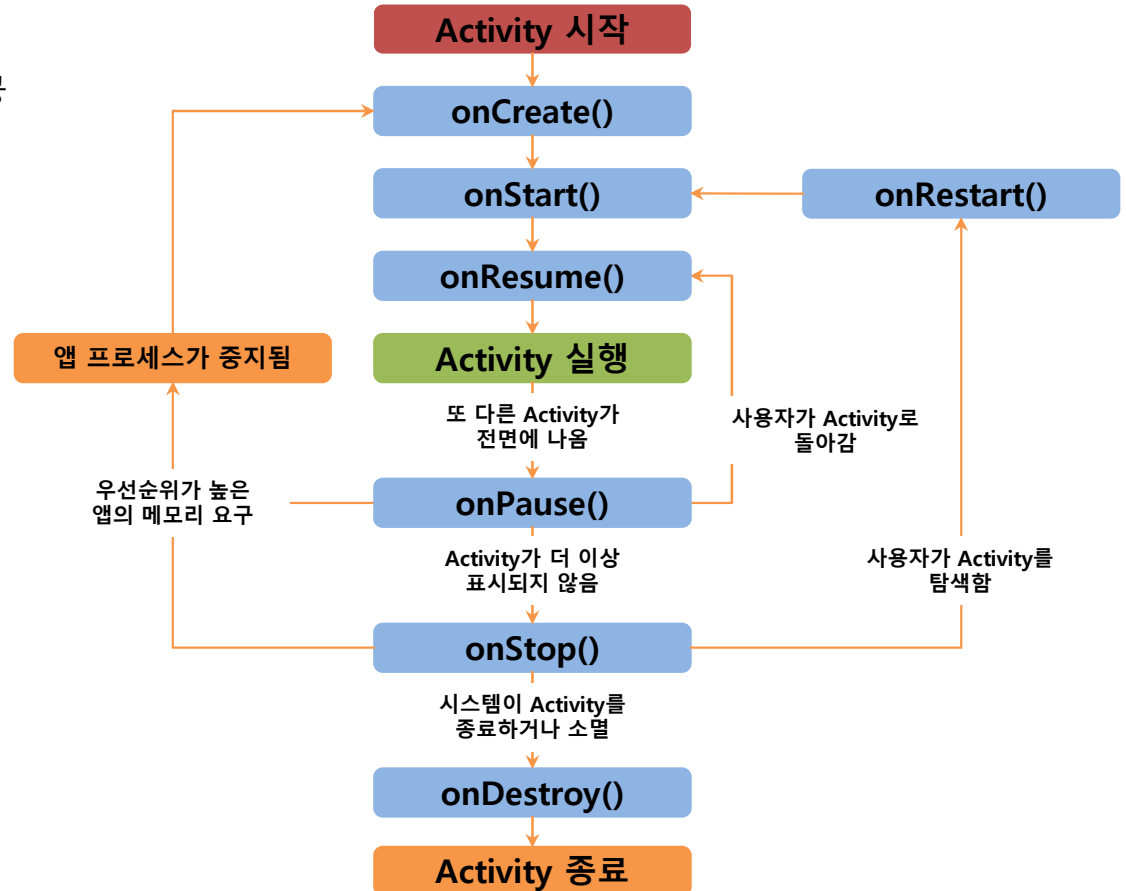 Activity 시작
onCreate()
onStart()
onRestart()
onResume()
앱 프로세스가 중지됨
Activity 실행
또 다른 Activity가
전면에 나옴
사용자가 Activity로
돌아감
우선순위가 높은
앱의 메모리 요구
onPause()
Activity가 더 이상
표시되지 않음
사용자가 Activity를
탐색함
onStop()
시스템이 Activity를
종료하거나 소멸
onDestroy()
Activity 종료